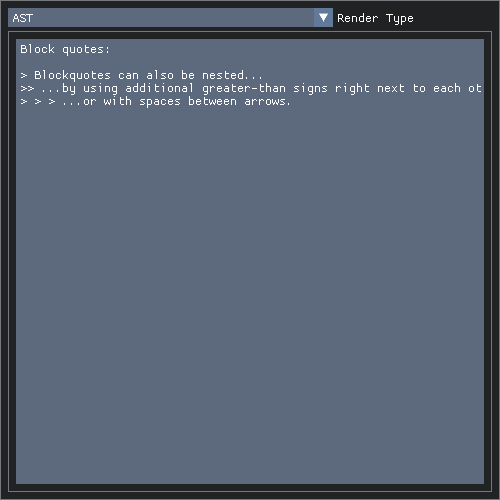 AST
Render Type
Block quotes:
> Blockquotes can also be nested...
>> ...by using additional greater-than signs right next to each ot
> > > ...or with spaces between arrows.